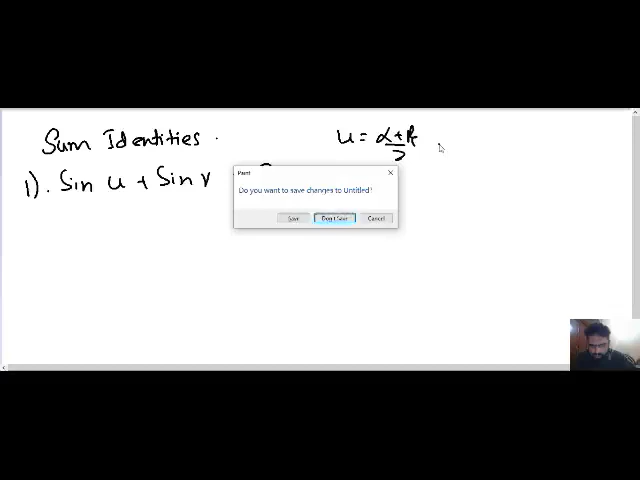 Sum Identities .
u = α + β
2
1). Sin u + Sin v
Paint
Do you want to save changes to Untitled?
Save Don't Save Cancel